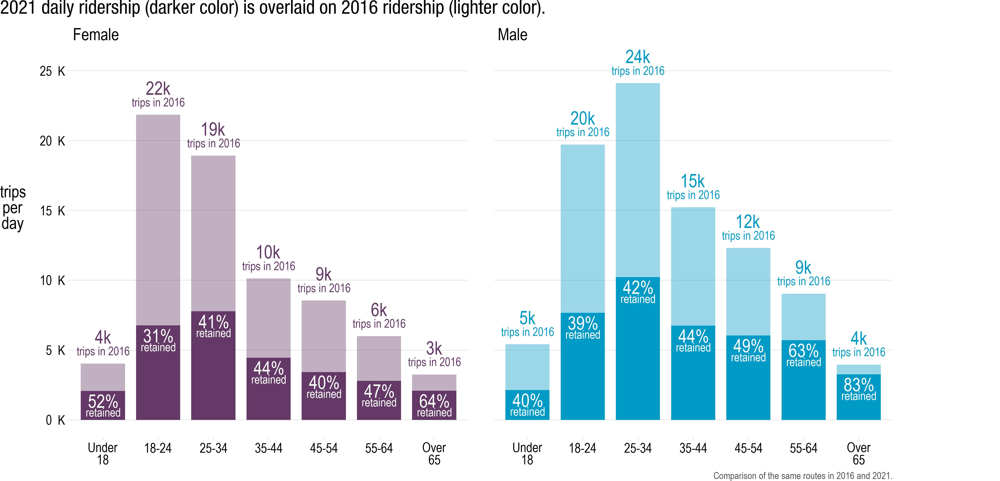 2021 daily ridership (darker color) is overlaid on 2016 ridership (lighter color).
Female
25 K
20 K
15 K
10 K
5 K
0 K
trips
per
day
4k
trips in 2016
52%
retained
22k
trips in 2016
31%
retained
19k
trips in 2016
41%
retained
10k
trips in 2016
44%
retained
9k
trips in 2016
40%
retained
6k
trips in 2016
47%
retained
3k
trips in 2016
64%
retained
Under
18
18-24
25-34
35-44
45-54
55-64
Over
65
Male
5k
trips in 2016
40%
retained
20k
trips in 2016
39%
retained
24k
trips in 2016
42%
retained
15k
trips in 2016
44%
retained
12k
trips in 2016
49%
retained
9k
trips in 2016
63%
retained
4k
trips in 2016
83%
retained
Under
18
18-24
25-34
35-44
45-54
55-64
Over
65
Comparison of the same routes in 2016 and 2021.